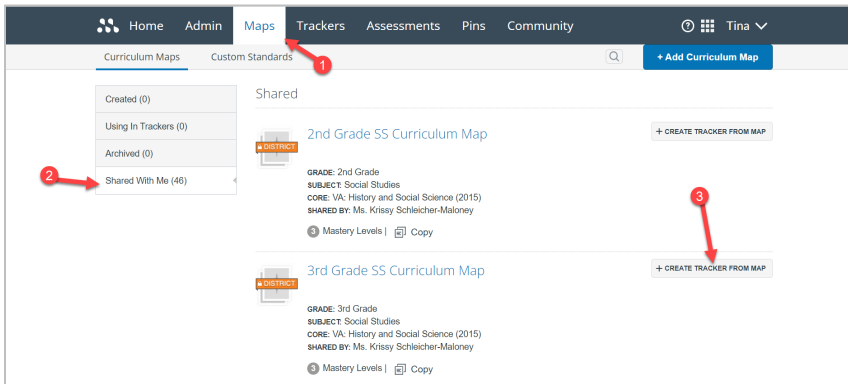 Home Admin Maps Trackers Assessments Pins Community Tina
1
Curriculum Maps Custom Standards + Add Curriculum Map
Created (0)
Using In Trackers (0)
Archived (0)
2
Shared With Me (46)
Shared
DISTRICT
2nd Grade SS Curriculum Map
+ CREATE TRACKER FROM MAP
GRADE: 2nd Grade
SUBJECT: Social Studies
CORE: VA: History and Social Science (2015)
SHARED BY: Ms. Krissy Schleicher-Maloney
3 Mastery Levels | Copy
3
DISTRICT
3rd Grade SS Curriculum Map
+ CREATE TRACKER FROM MAP
GRADE: 3rd Grade
SUBJECT: Social Studies
CORE: VA: History and Social Science (2015)
SHARED BY: Ms. Krissy Schleicher-Maloney
3 Mastery Levels | Copy